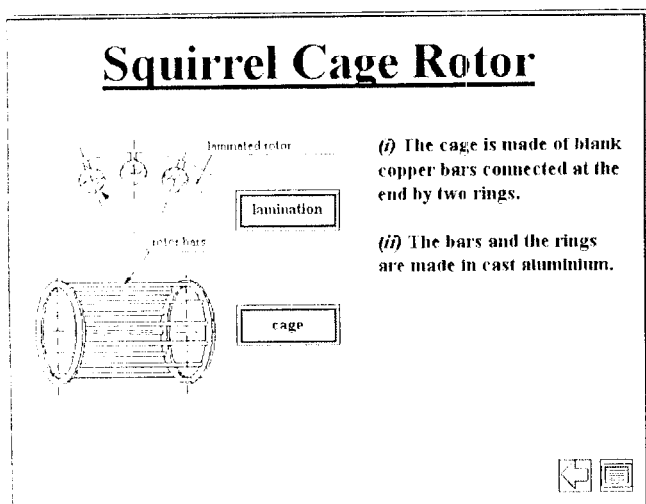 Squirrel Cage Rotor
laminated rotor
lamination
rotor bars
cage
(i) The cage is made of blank
copper bars connected at the
end by two rings.
(ii) The bars and the rings
are made in cast aluminium.